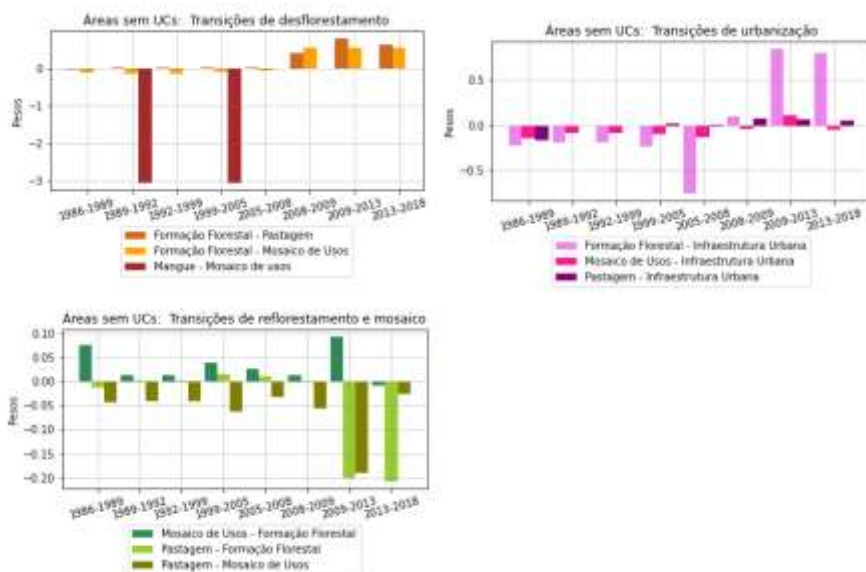 Áreas sem UCs: Transições de desflorestamento
Pesos
0
−1
−2
−3
1986-1989
1989-1992
1992-1999
1999-2005
2005-2008
2008-2009
2009-2013
2013-2018
Formação Florestal - Pastagem
Formação Florestal - Mosaico de Usos
Mangue - Mosaico de usos
Áreas sem UCs: Transições de urbanização
Pesos
0.5
0.0
−0.5
1986-1989
1989-1992
1992-1999
1999-2005
2005-2008
2008-2009
2009-2013
2013-2018
Formação Florestal - Infraestrutura Urbana
Mosaico de Usos - Infraestrutura Urbana
Pastagem - Infraestrutura Urbana
Áreas sem UCs: Transições de reflorestamento e mosaico
Pesos
0.10
0.05
0.00
−0.05
−0.10
−0.15
−0.20
1986-1989
1989-1992
1992-1999
1999-2005
2005-2008
2008-2009
2009-2013
2013-2018
Mosaico de Usos - Formação Florestal
Pastagem - Formação Florestal
Pastagem - Mosaico de Usos